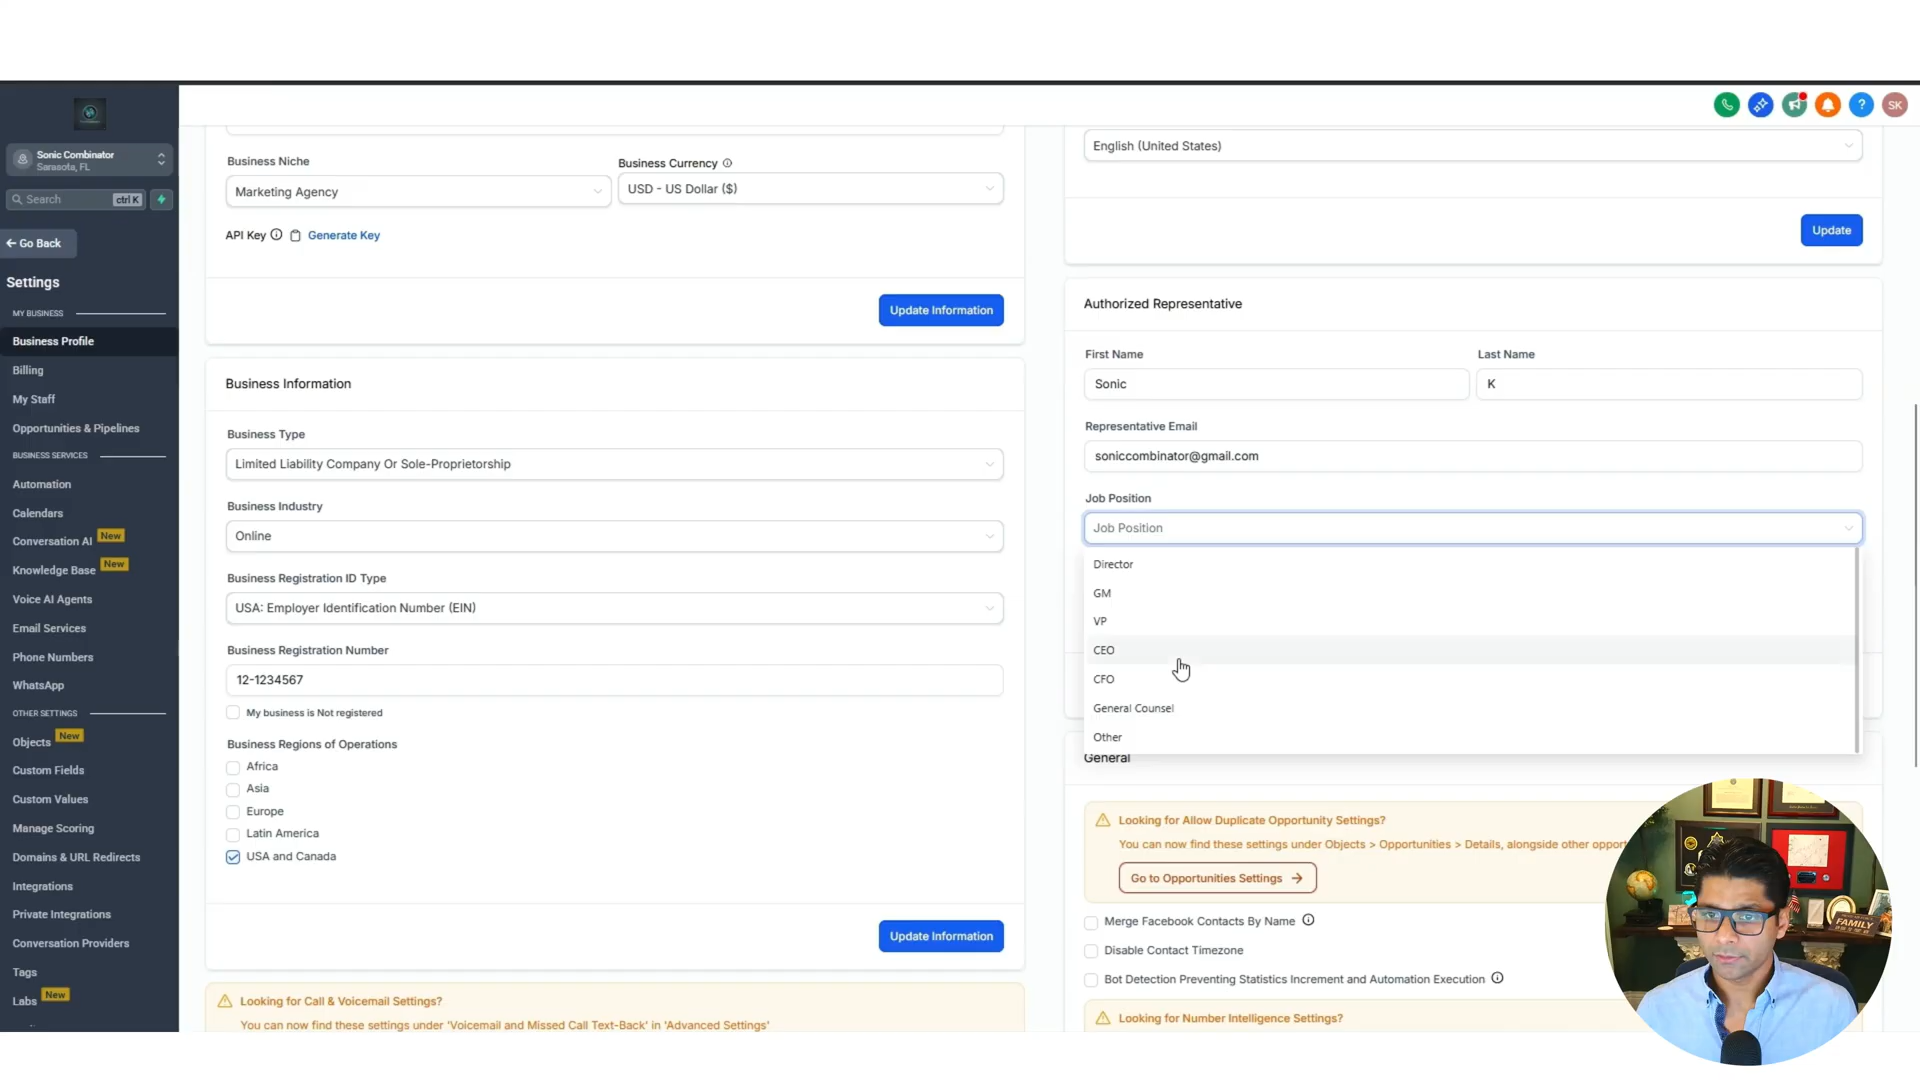 SK
Sonic Combinator
Sarasota, FL
Search
ctrl K
Go Back
Settings
MY BUSINESS
Business Profile
Billing
My Staff
Opportunities & Pipelines
BUSINESS SERVICES
Automation
Calendars
Conversation AI New
Knowledge Base New
Voice AI Agents
Email Services
Phone Numbers
WhatsApp
OTHER SETTINGS
Objects New
Custom Fields
Custom Values
Manage Scoring
Domains & URL Redirects
Integrations
Private Integrations
Conversation Providers
Tags
Labs New
Business Niche
Marketing Agency
Business Currency
USD - US Dollar ($)
API Key
Generate Key
Update Information
Business Information
Business Type
Limited Liability Company Or Sole-Proprietorship
Business Industry
Online
Business Registration ID Type
USA: Employer Identification Number (EIN)
Business Registration Number
12-1234567
My business is Not registered
Business Regions of Operations
Africa
Asia
Europe
Latin America
USA and Canada
Update Information
Looking for Call & Voicemail Settings?
You can now find these settings under 'Voicemail and Missed Call Text-Back' in 'Advanced Settings'
English (United States)
Update
Authorized Representative
First Name
Sonic
Last Name
K
Representative Email
soniccombinator@gmail.com
Job Position
Job Position
Director
GM
VP
CEO
CFO
General Counsel
Other
General
Looking for Allow Duplicate Opportunity Settings?
You can now find these settings under Objects > Opportunities > Details, alongside other
Go to Opportunities Settings
Merge Facebook Contacts By Name
Disable Contact Timezone
Bot Detection Preventing Statistics Increment and Automation Execution
Looking for Number Intelligence Settings?
FAMILY